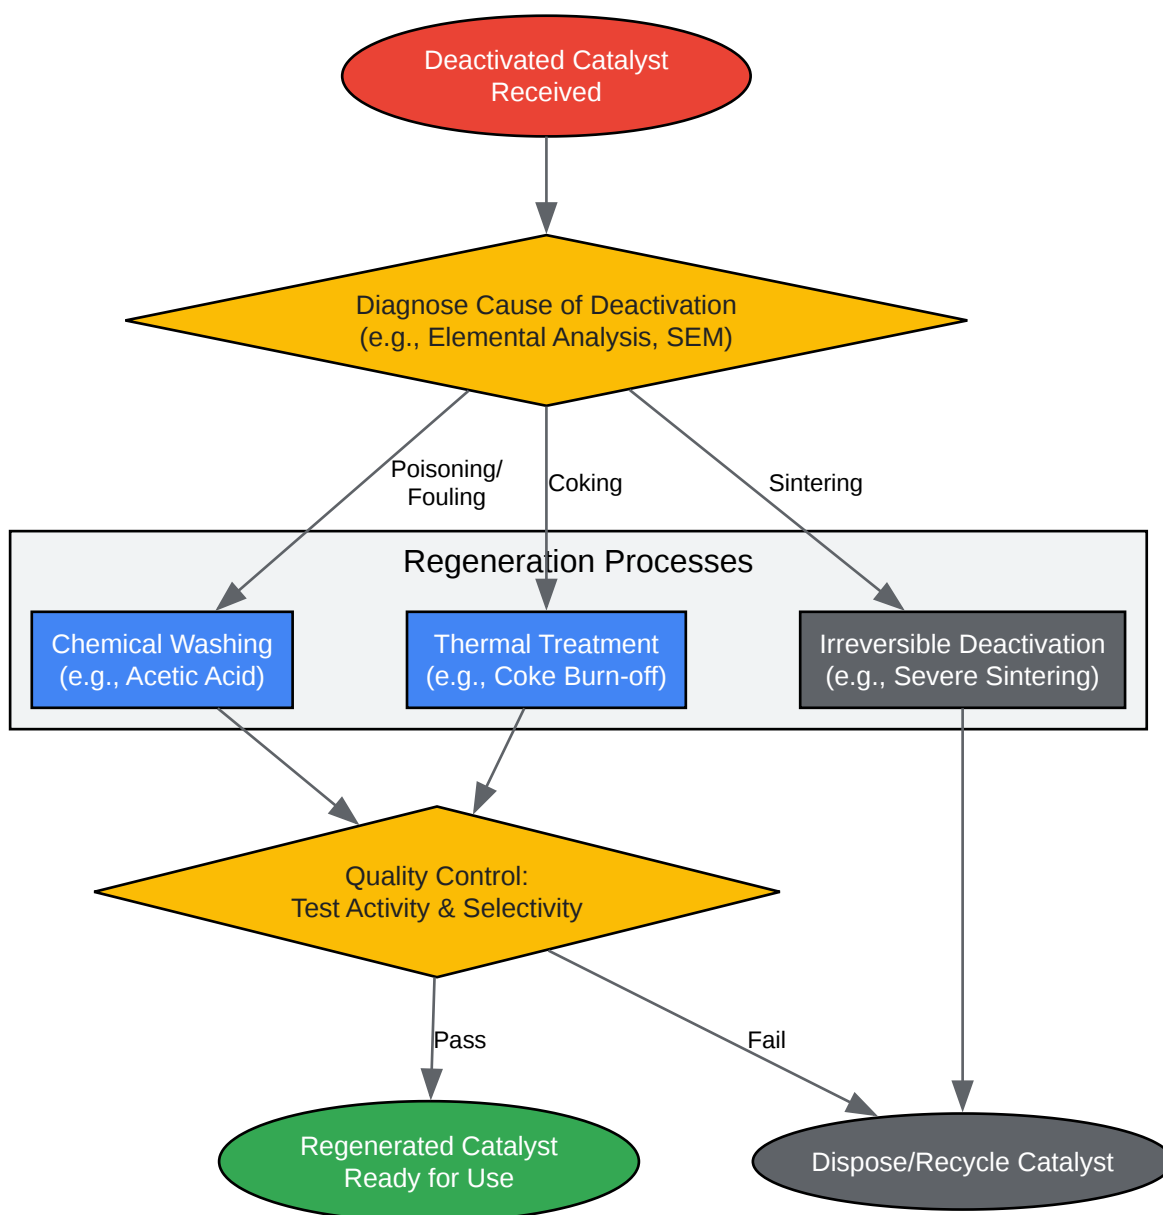 Deactivated Catalyst
Received
Diagnose Cause of Deactivation
(e.g., Elemental Analysis, SEM)
Poisoning/
Fouling
Coking
Sintering
Regeneration Processes
Chemical Washing
(e.g., Acetic Acid)
Thermal Treatment
(e.g., Coke Burn-off)
Irreversible Deactivation
(e.g., Severe Sintering)
Quality Control:
Test Activity & Selectivity
Pass
Fail
Regenerated Catalyst
Ready for Use
Dispose/Recycle Catalyst